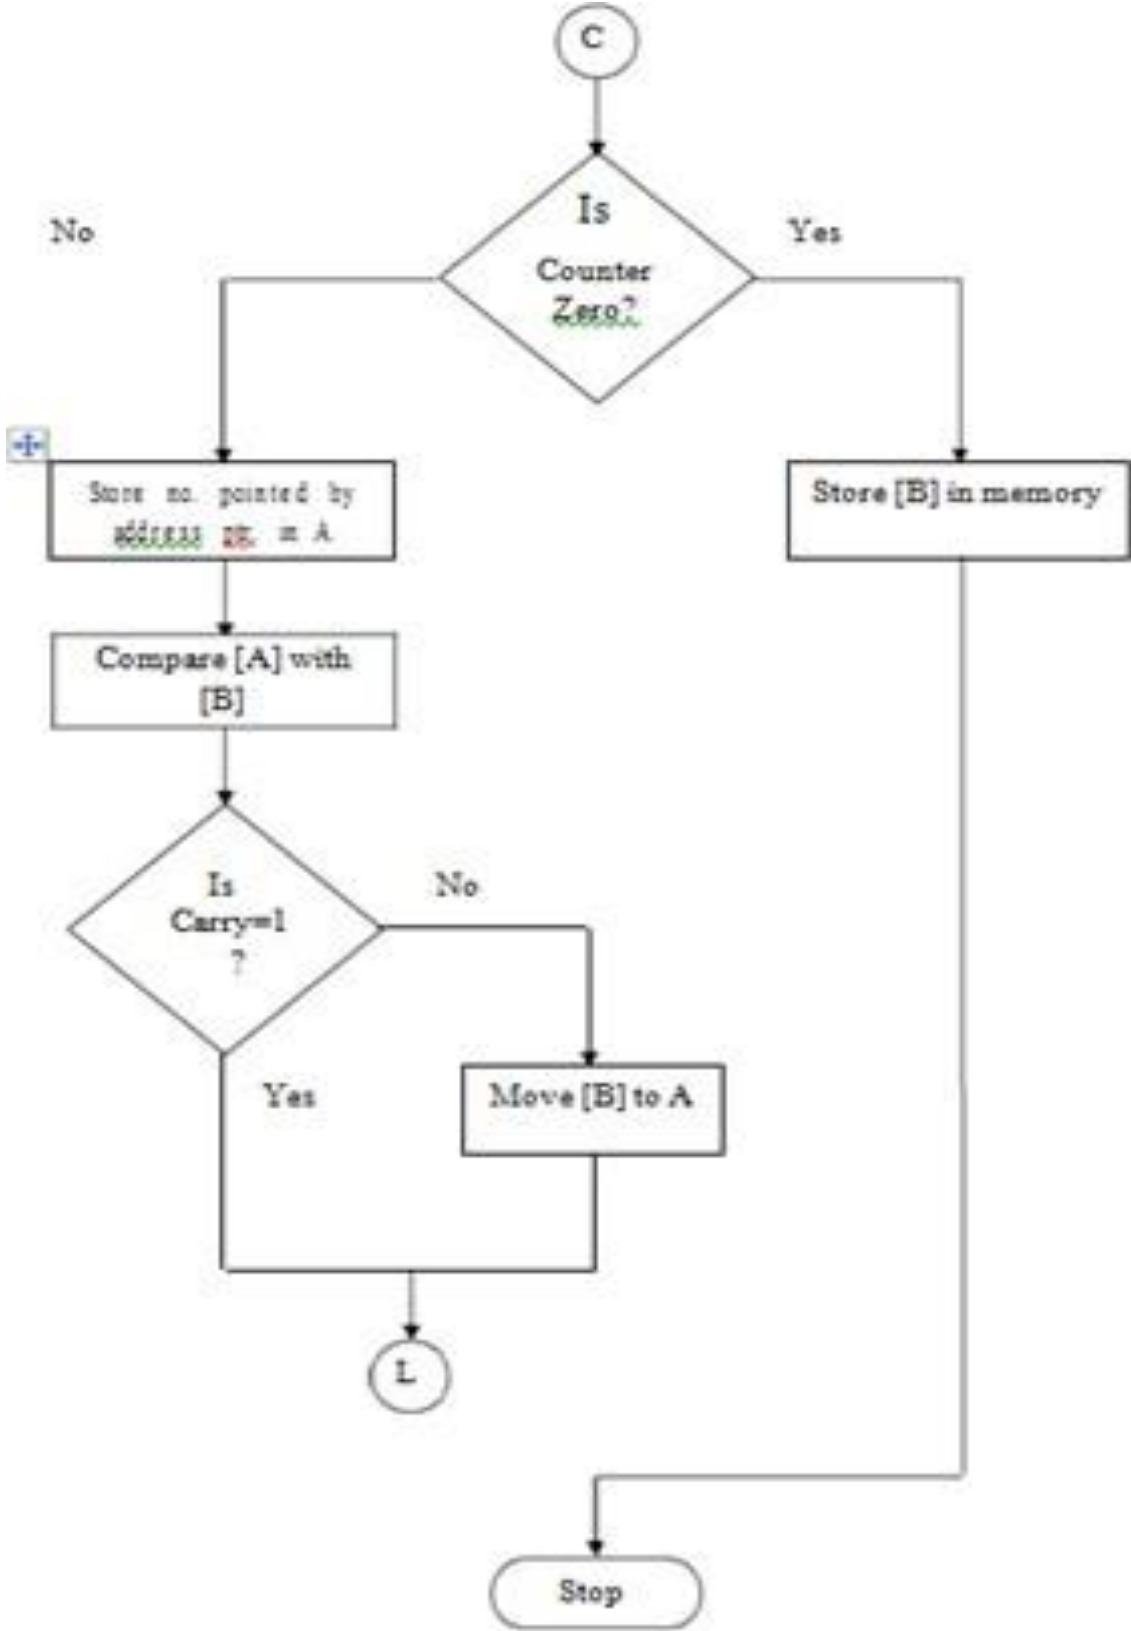 C
Is
Counter
Zero?
No
Yes
Store no. pointed by
address ptr. in A
Store [B] in memory
Compare [A] with
[B]
Is
Carry=1
?
No
Yes
Move [B] to A
L
Stop